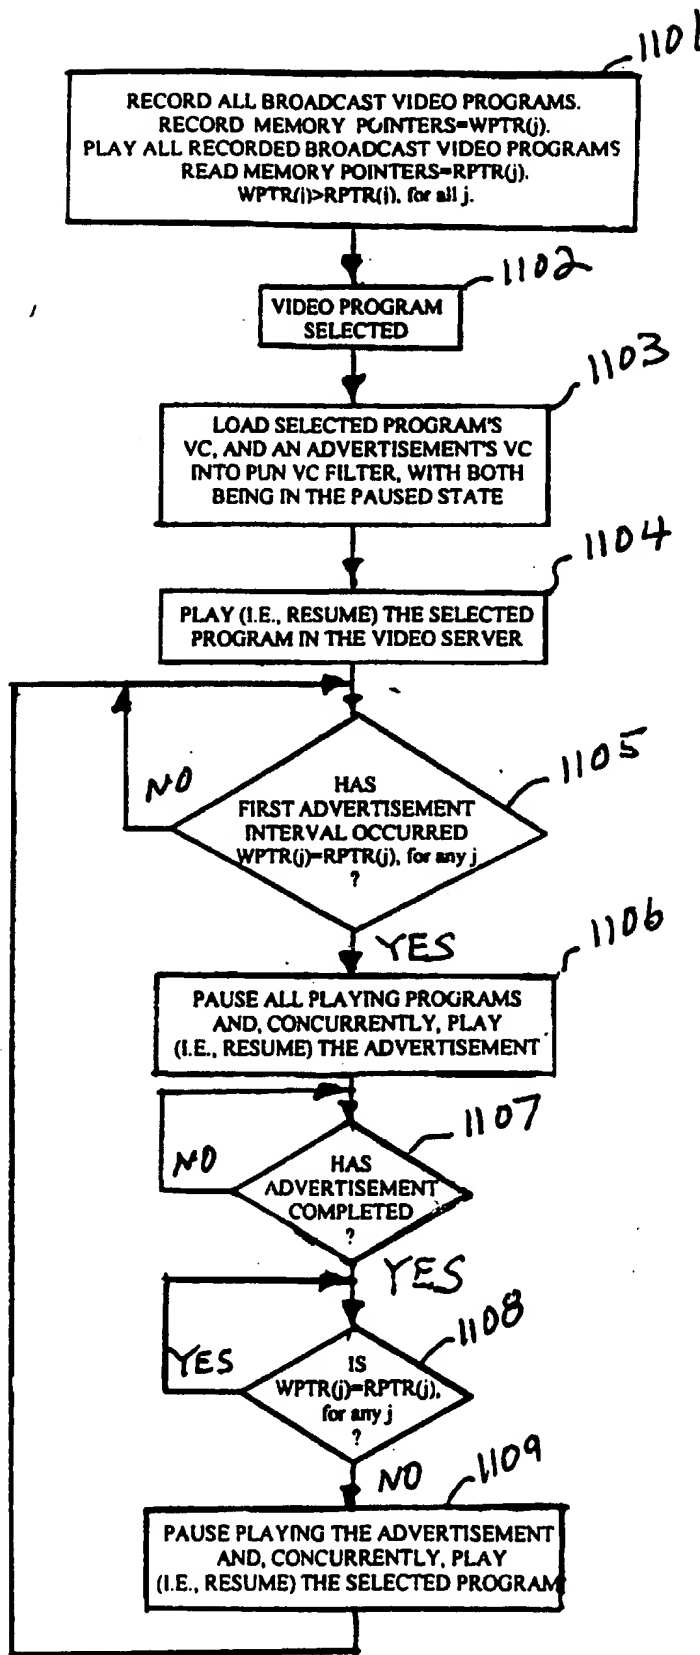 1101
RECORD ALL BROADCAST VIDEO PROGRAMS.
RECORD MEMORY POINTERS=WPTR(j).
PLAY ALL RECORDED BROADCAST VIDEO PROGRAMS
READ MEMORY POINTERS=RPTR(j).
WPTR(j)>RPTR(j), for all j.
1102
VIDEO PROGRAM
SELECTED
1103
LOAD SELECTED PROGRAM'S
VC, AND AN ADVERTISEMENT'S VC
INTO PUN VC FILTER, WITH BOTH
BEING IN THE PAUSED STATE
1104
PLAY (I.E., RESUME) THE SELECTED
PROGRAM IN THE VIDEO SERVER
1105
NO
HAS
FIRST ADVERTISEMENT
INTERVAL OCCURRED
WPTR(j)=RPTR(j), for any j
?
YES
1106
PAUSE ALL PLAYING PROGRAMS
AND, CONCURRENTLY, PLAY
(I.E., RESUME) THE ADVERTISEMENT
1107
NO
HAS
ADVERTISEMENT
COMPLETED
?
YES
1108
YES
IS
WPTR(j)=RPTR(j),
for any j
?
NO
1109
PAUSE PLAYING THE ADVERTISEMENT
AND, CONCURRENTLY, PLAY
(I.E., RESUME) THE SELECTED PROGRAM